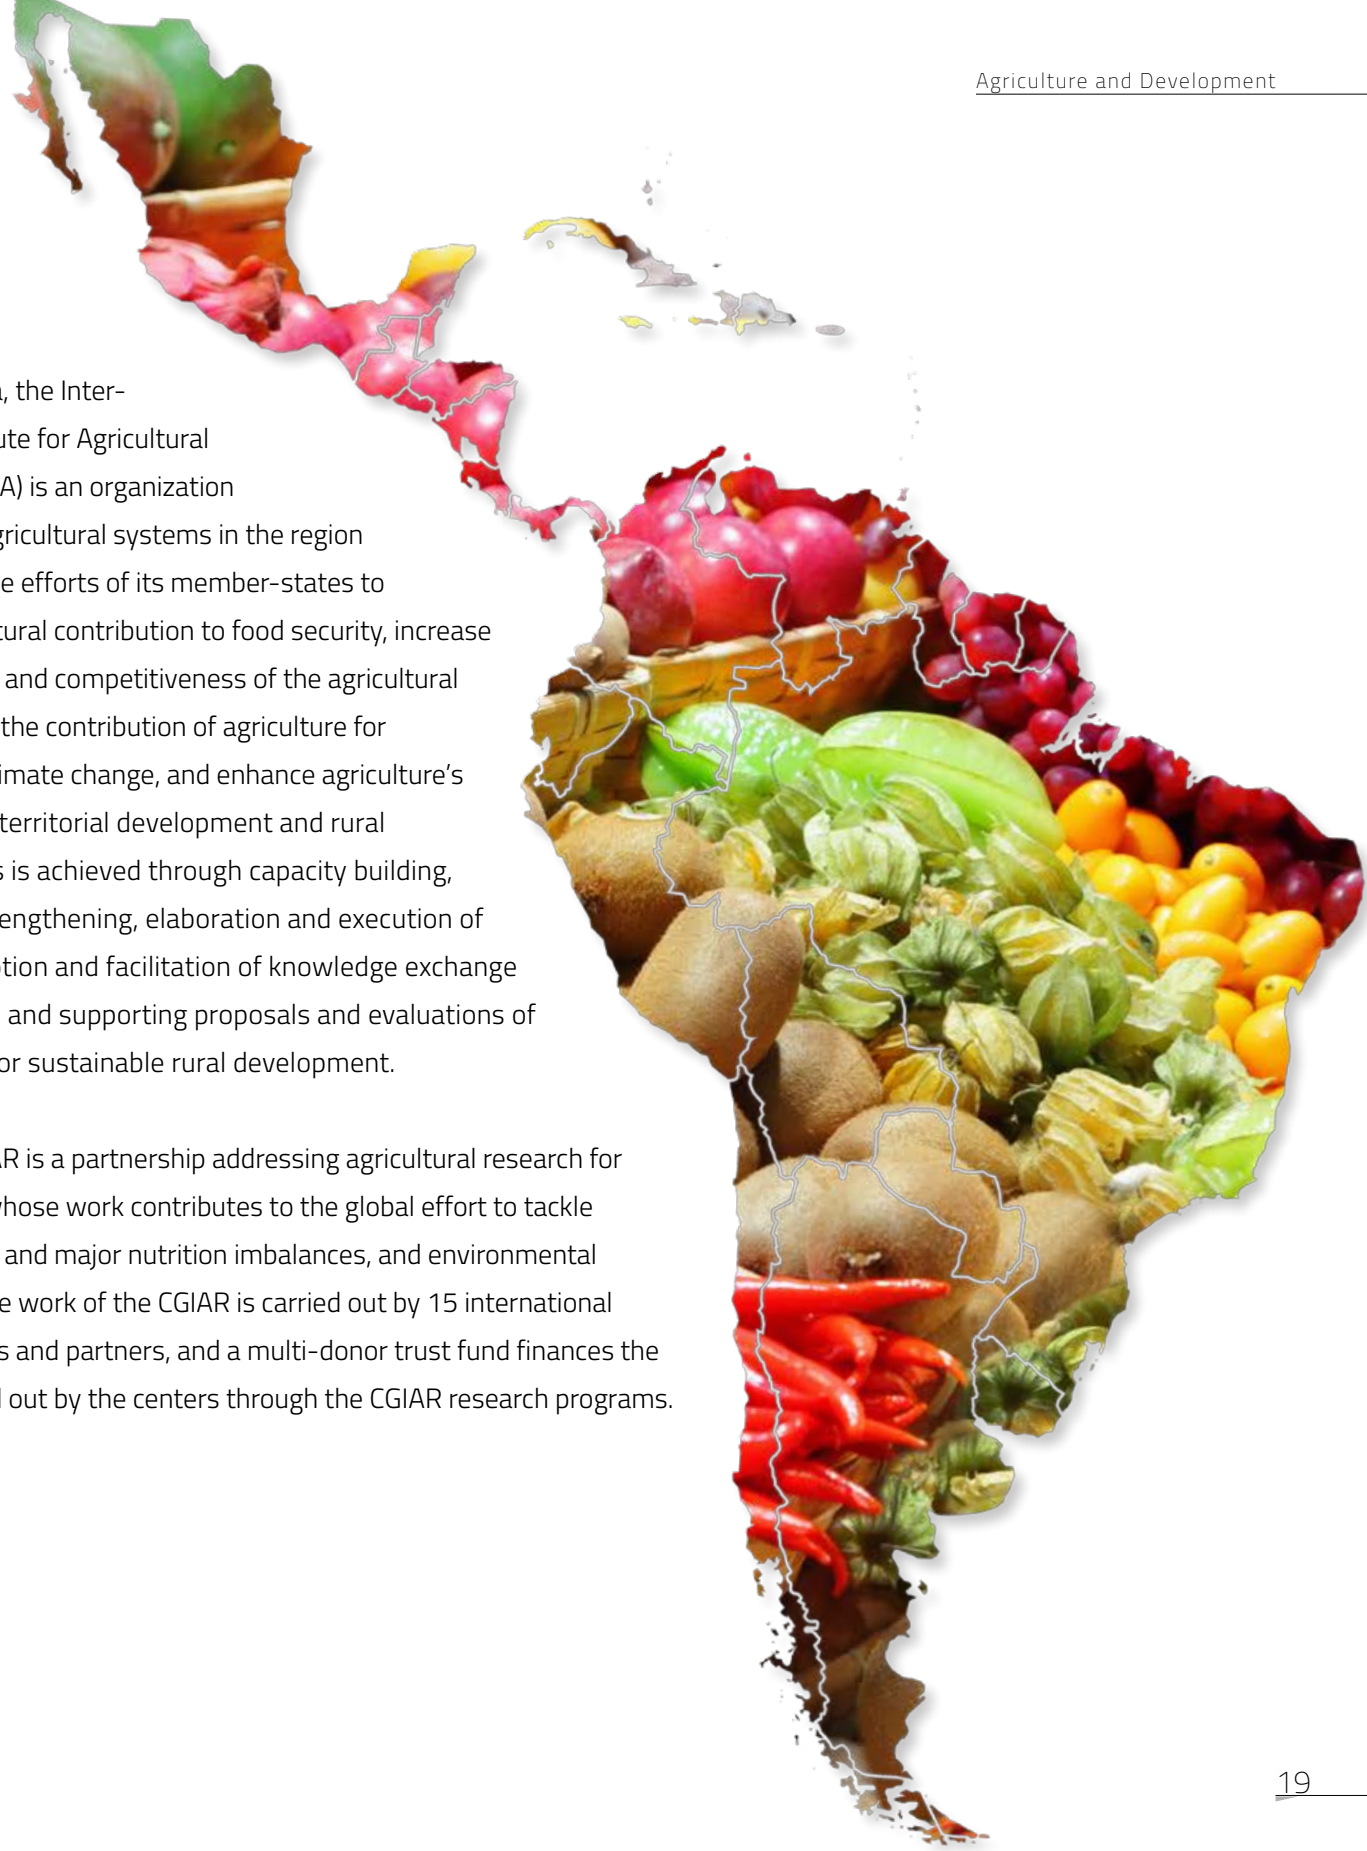 Agriculture and Development
, the Inter-
ute for Agricultural
A) is an organization
gricultural systems in the region
e efforts of its member-states to
tural contribution to food security, increase
and competitiveness of the agricultural
the contribution of agriculture for
imate change, and enhance agriculture’s
territorial development and rural
s is achieved through capacity building,
engthening, elaboration and execution of
tion and facilitation of knowledge exchange
and supporting proposals and evaluations of
or sustainable rural development.
AR is a partnership addressing agricultural research for
whose work contributes to the global effort to tackle
and major nutrition imbalances, and environmental
e work of the CGIAR is carried out by 15 international
s and partners, and a multi-donor trust fund finances the
out by the centers through the CGIAR research programs.
19